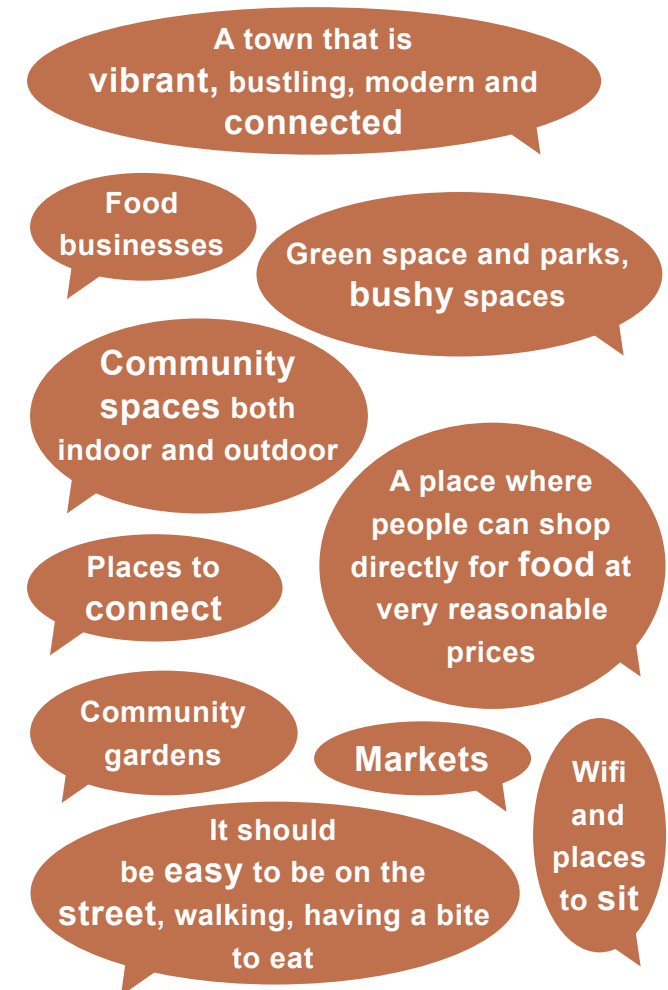 A town that is
vibrant, bustling, modern and
connected
Food
businesses
Green space and parks,
bushy spaces
Community
spaces both
indoor and outdoor
A place where
people can shop
directly for food at
very reasonable
prices
Places to
connect
Community
gardens
Markets
Wifi
and
places
to sit
It should
be easy to be on the
street, walking, having a bite
to eat